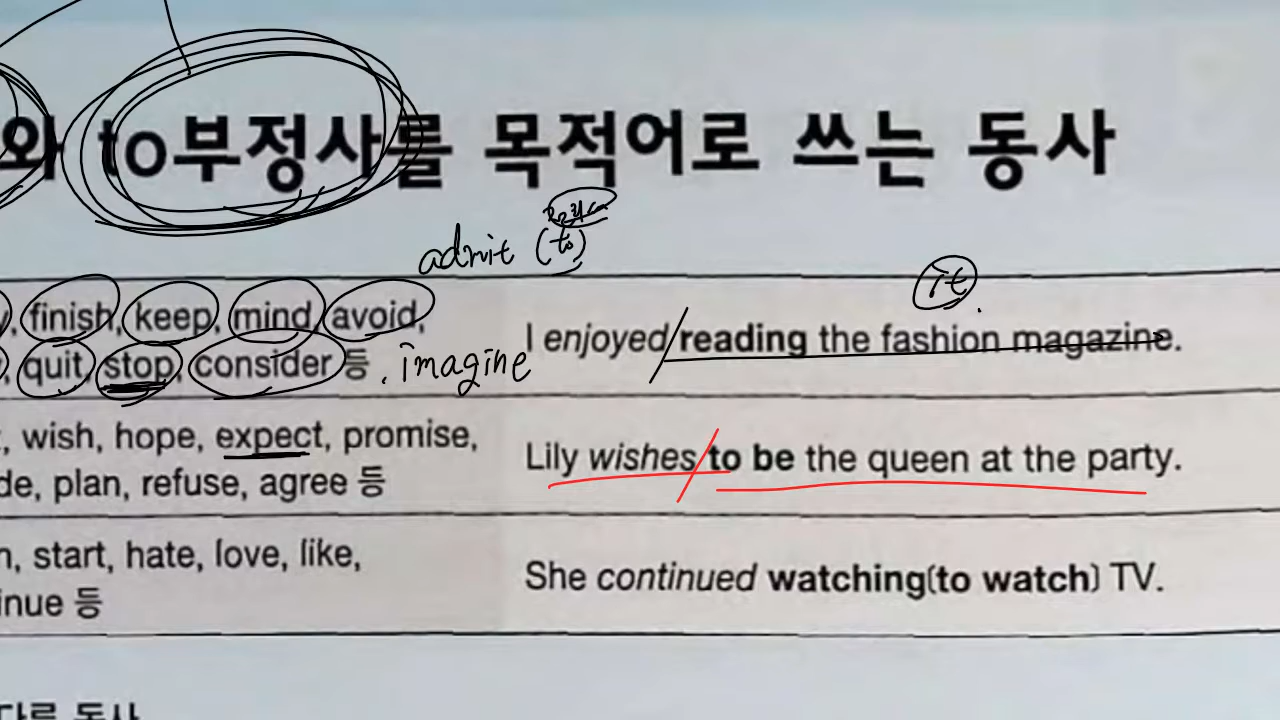 와 to부정사를 목적어로 쓰는 동사
admit (to)
it
finish, keep, mind, avoid,
quit, stop, consider 등 . imagine
I enjoyed reading the fashion magazine.
wish, hope, expect, promise,
plan, refuse, agree 등
Lily wishes to be the queen at the party.
start, hate, love, like,
등
She continued watching(to watch) TV.